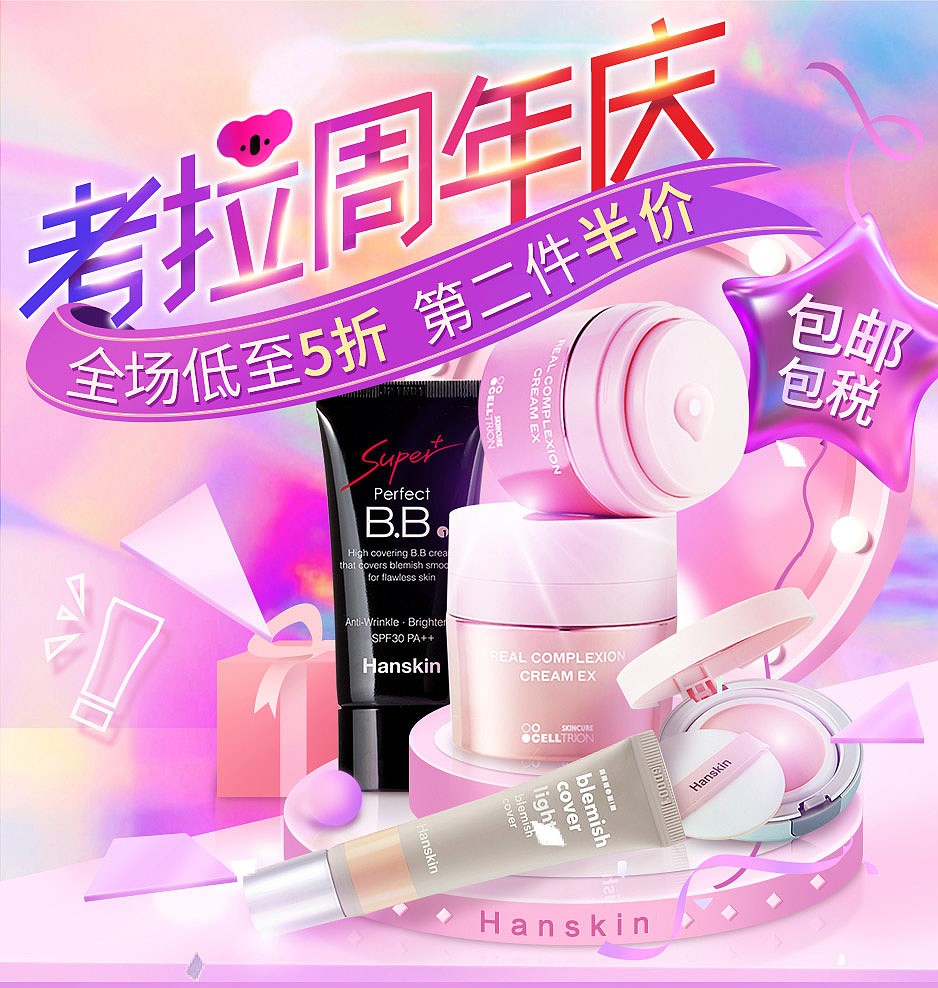 考拉周年庆
全场低至5折 第二件半价
包邮
包税
REAL COMPLEXION
CREAM EX
SKINCURE
CELLTRION
Super+
Perfect
B.B
High covering B.B crea
that covers blemish smoo
for flawless skin
Anti-Wrinkle · Brighten
SPF30 PA++
Hanskin
REAL COMPLEXION
CREAM EX
SKINCURE
CELLTRION
Hanskin
blemish
cover
light
blemish
cover
Hanskin
Hanskin